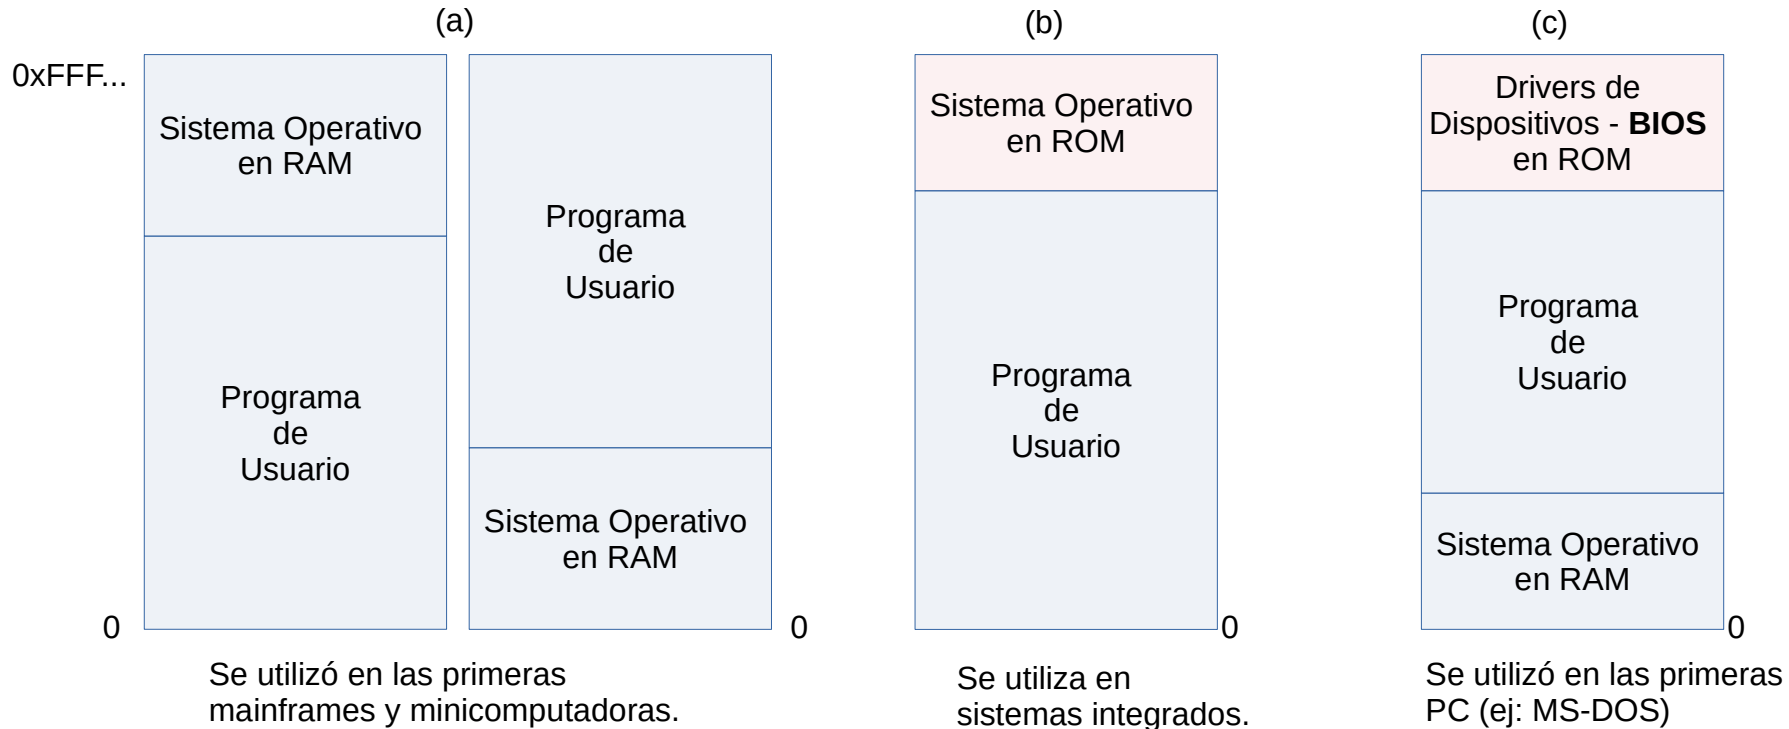 (a)
0xFFF...
Sistema Operativo
en RAM
Programa
de
Usuario
0
Programa
de
Usuario
Sistema Operativo
en RAM
0
Se utilizó en las primeras
mainframes y minicomputadoras.
(b)
Sistema Operativo
en ROM
Programa
de
Usuario
0
Se utiliza en
sistemas integrados.
(c)
Drivers de
Dispositivos - BIOS
en ROM
Programa
de
Usuario
Sistema Operativo
en RAM
0
Se utilizó en las primeras
PC (ej: MS-DOS)